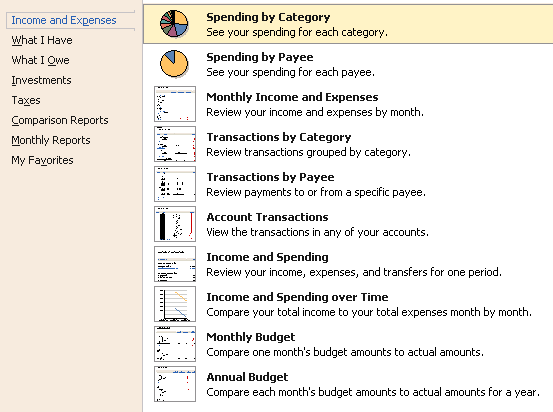 Income and Expenses
What I Have
What I Owe
Investments
Taxes
Comparison Reports
Monthly Reports
My Favorites
Spending by Category
See your spending for each category.
Spending by Payee
See your spending for each payee.
Monthly Income and Expenses
Review your income and expenses by month.
Transactions by Category
Review transactions grouped by category.
Transactions by Payee
Review payments to or from a specific payee.
Account Transactions
View the transactions in any of your accounts.
Income and Spending
Review your income, expenses, and transfers for one period.
Income and Spending over Time
Compare your total income to your total expenses month by month.
Monthly Budget
Compare one month's budget amounts to actual amounts.
Annual Budget
Compare each month's budget amounts to actual amounts for a year.